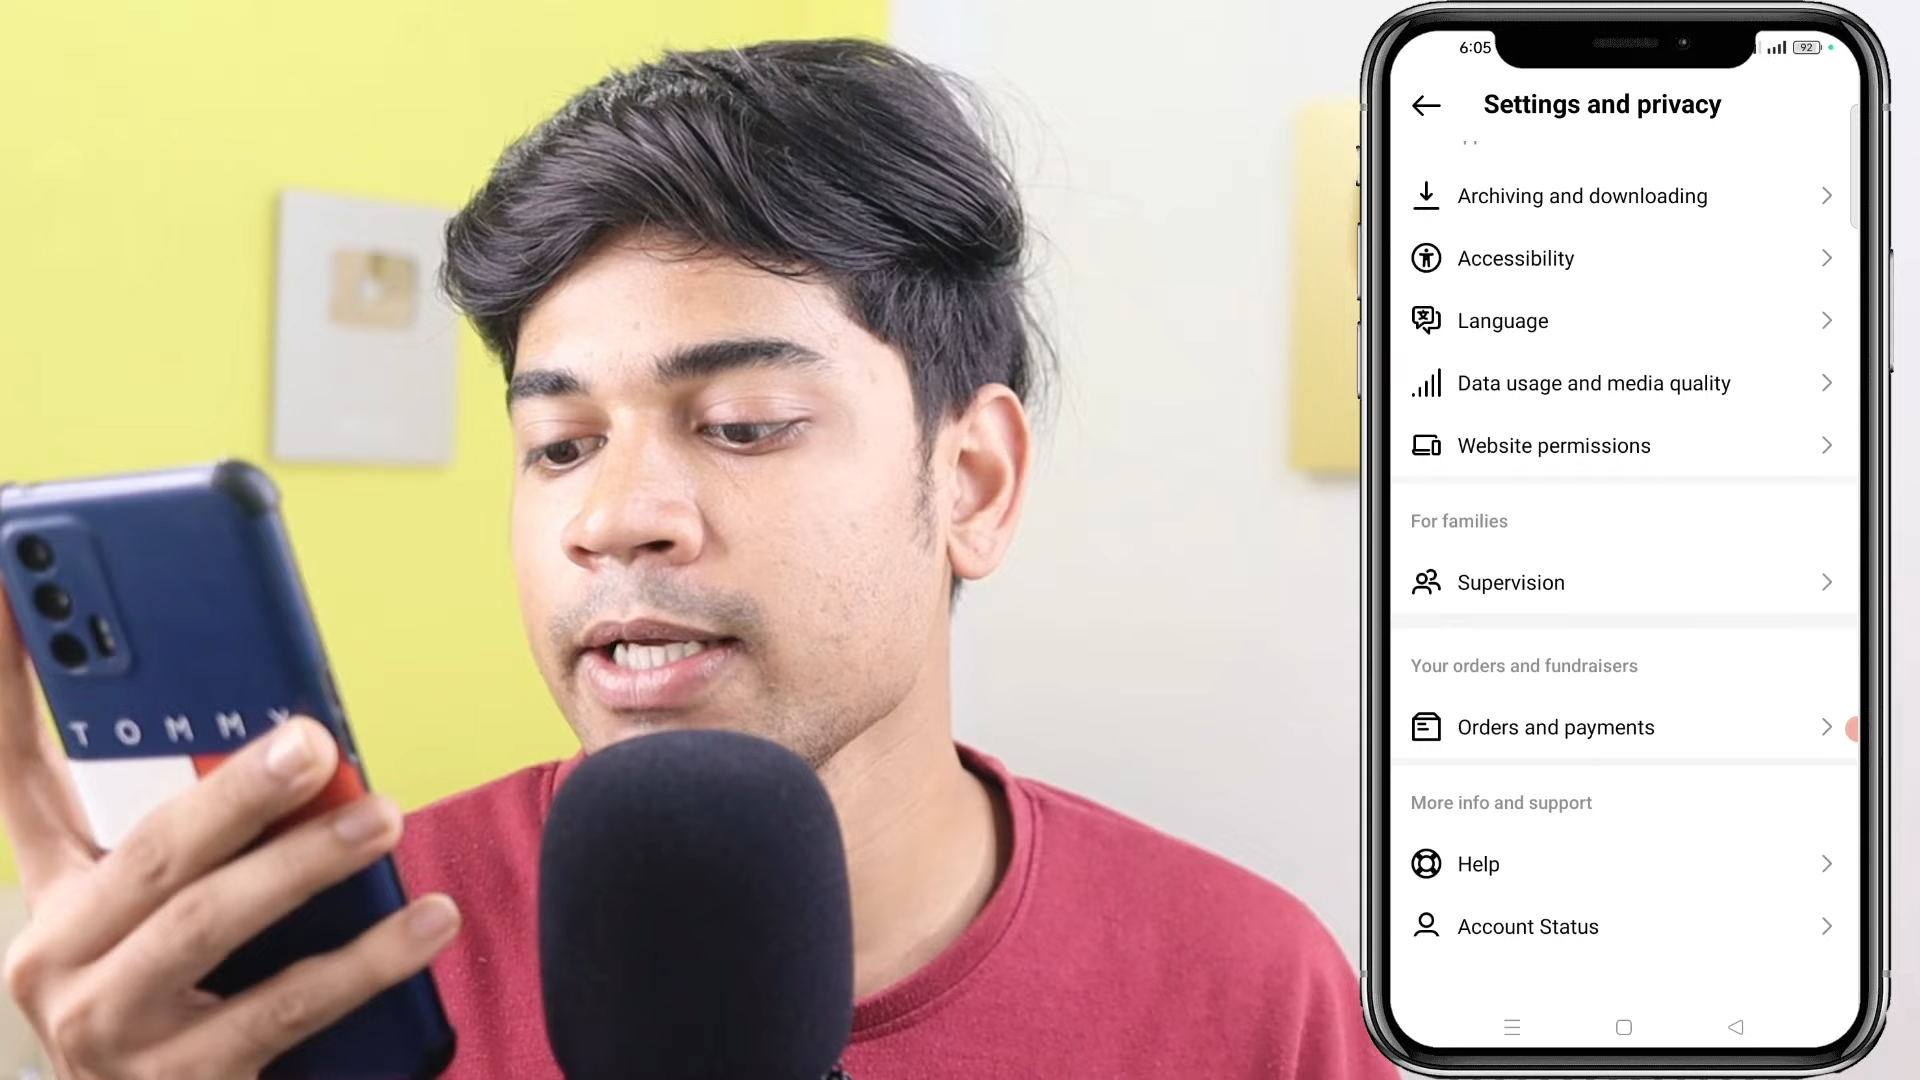 6:05
92
Settings and privacy
Archiving and downloading
Accessibility
Language
Data usage and media quality
Website permissions
For families
Supervision
Your orders and fundraisers
Orders and payments
More info and support
Help
Account Status
TOMMY